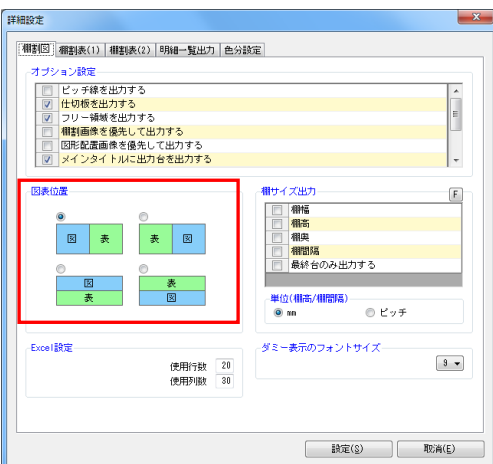 詳細設定
棚割図 棚割表(1) 棚割表(2) 明細一覧出力 色分設定
オプション設定
ピッチ線を出力する
仕切板を出力する
フリー領域を出力する
棚割画像を優先して出力する
図形配置画像を優先して出力する
メインタイトルに出力台を出力する
図表位置
図 表
表 図
図
表
表
図
棚サイズ出力
F
棚幅
棚高
棚奥
棚間隔
最終台のみ出力する
単位(棚高/棚間隔)
mm ピッチ
Excel設定
使用行数 20
使用列数 30
ダミー表示のフォントサイズ
9
設定(S) 取消(E)